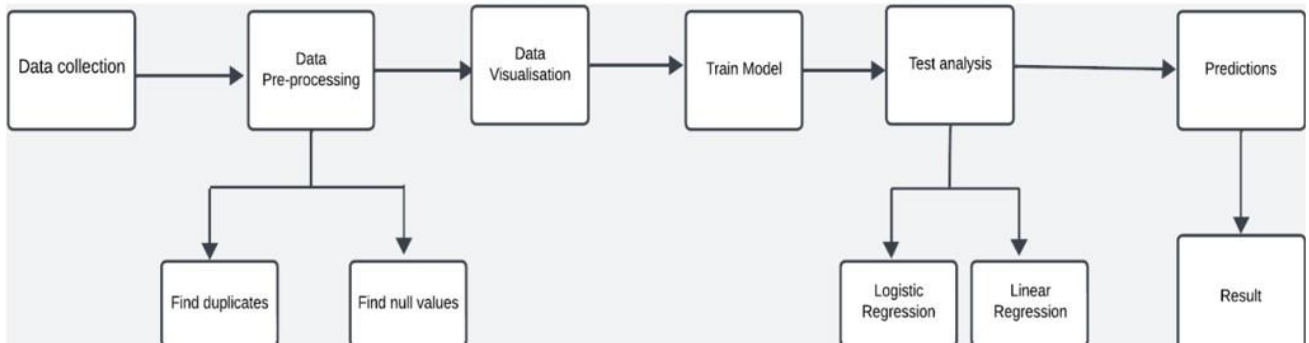 Data collection
Data
Pre-processing
Data
Visualisation
Train Model
Test analysis
Predictions
Find duplicates
Find null values
Logistic
Regression
Linear
Regression
Result